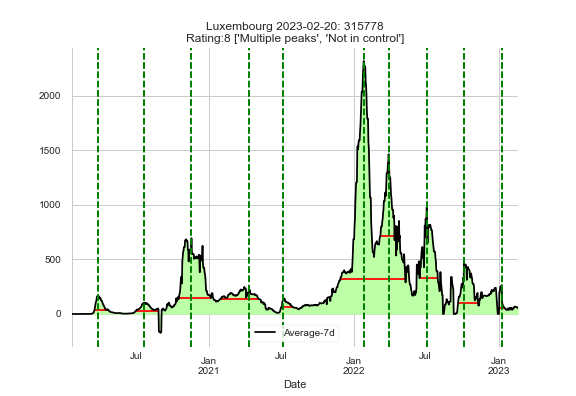 Luxembourg 2023-02-20: 315778
Rating:8 ['Multiple peaks', 'Not in control']
2000
1500
1000
500
0
Average-7d
Jul
Jan
2021
Jul
Jan
2022
Jul
Jan
2023
Date